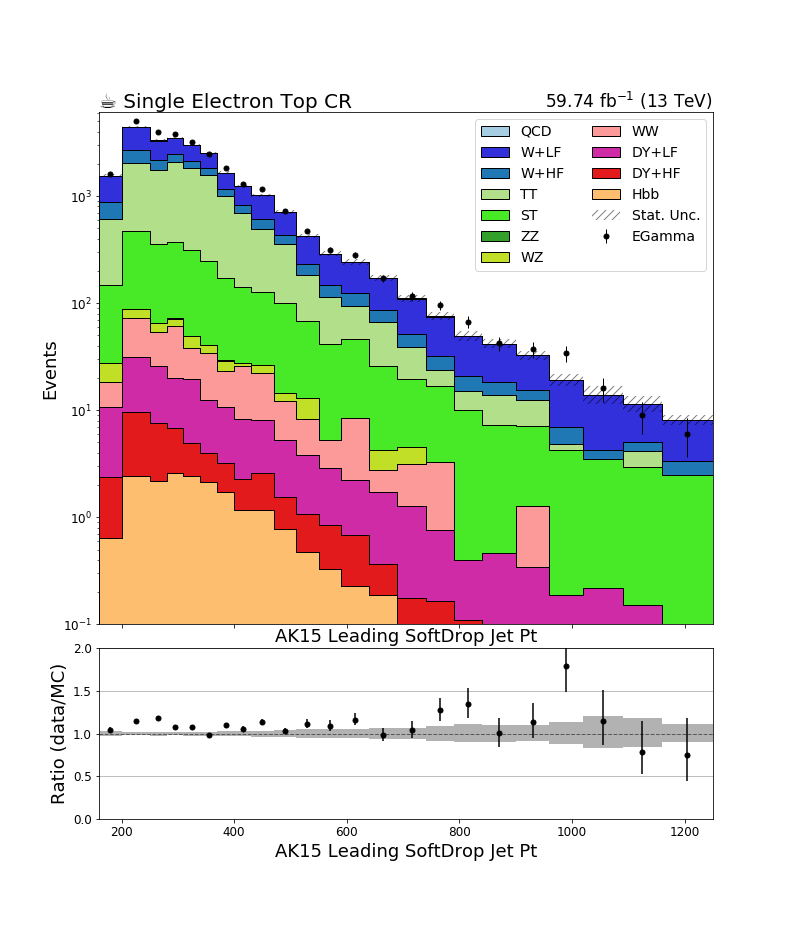 ☕ Single Electron Top CR
59.74 fb⁻¹ (13 TeV)
QCD
W+LF
W+HF
TT
ST
ZZ
WZ
WW
DY+LF
DY+HF
Hbb
Stat. Unc.
EGamma
Events
10³
10²
10¹
10⁰
10⁻¹
AK15 Leading SoftDrop Jet Pt
Ratio (data/MC)
2.0
1.5
1.0
0.5
0.0
200 400 600 800 1000 1200
AK15 Leading SoftDrop Jet Pt